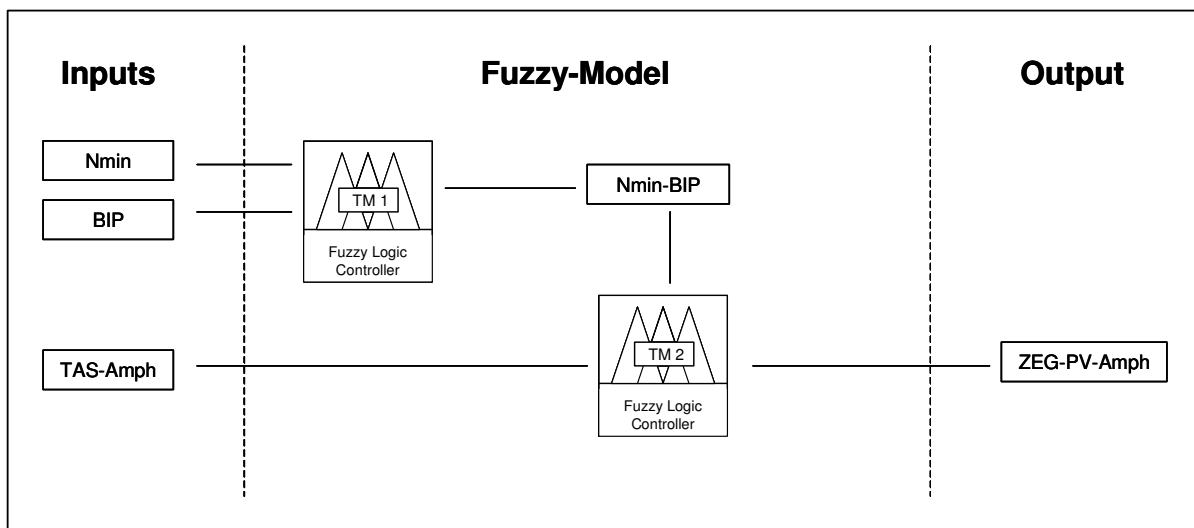 Inputs
Fuzzy-Model
Output
Nmin
BIP
TM 1
Fuzzy Logic
Controller
Nmin-BIP
TAS-Amph
TM 2
Fuzzy Logic
Controller
ZEG-PV-Amph